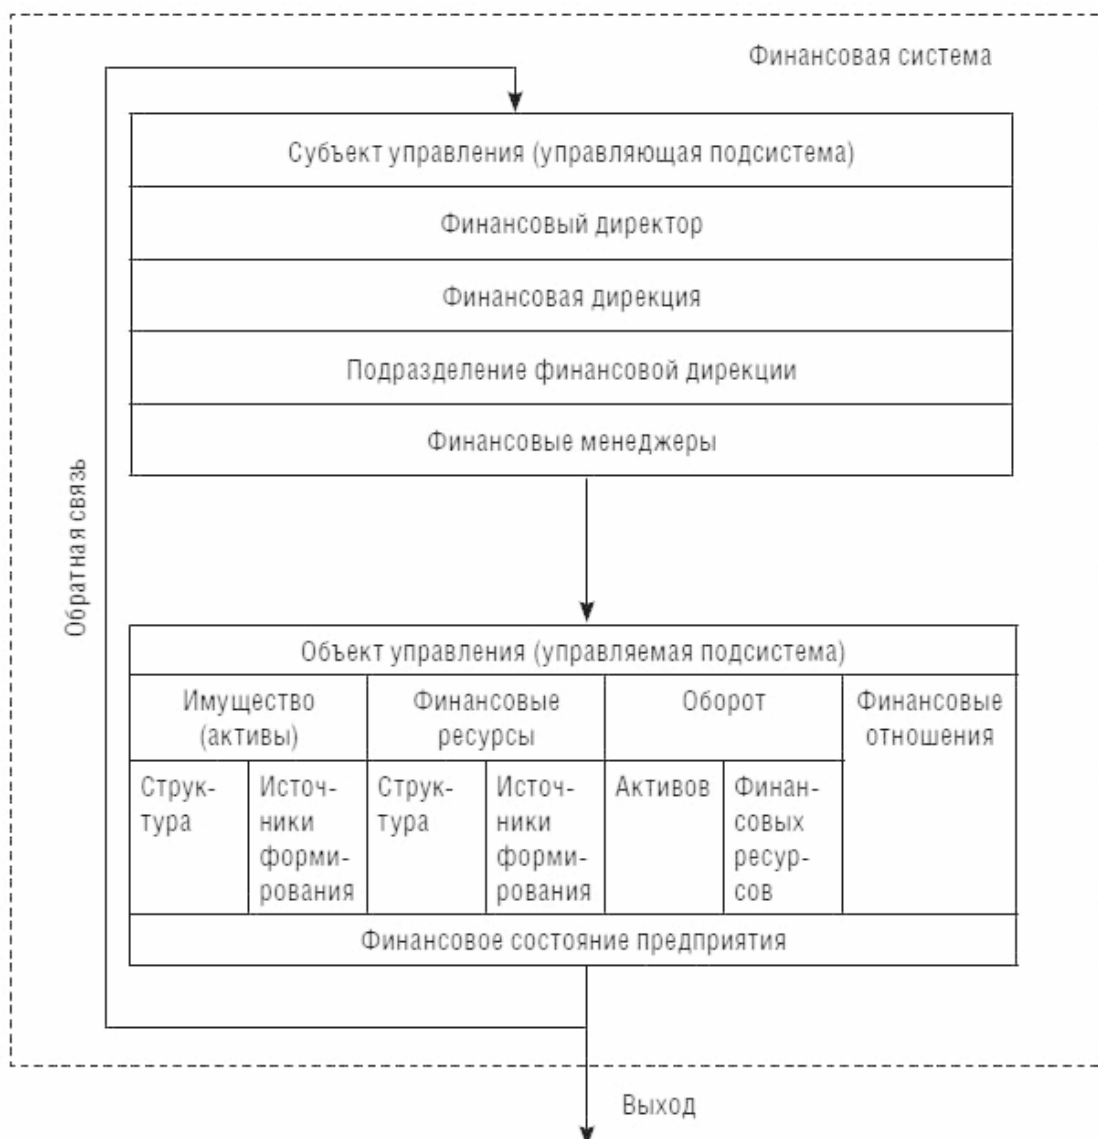 Финансовая система
Субъект управления (управляющая подсистема)
Финансовый директор
Финансовая дирекция
Подразделение финансовой дирекции
Финансовые менеджеры
Обратная связь
Объект управления (управляемая подсистема)
Имущество
(активы)
Финансовые
ресурсы
Оборот
Финансовые
отношения
Струк-
тура
Источ-
ники
форми-
рования
Струк-
тура
Источ-
ники
форми-
рования
Активов
Финан-
совых
ресур-
сов
Финансовое состояние предприятия
Выход